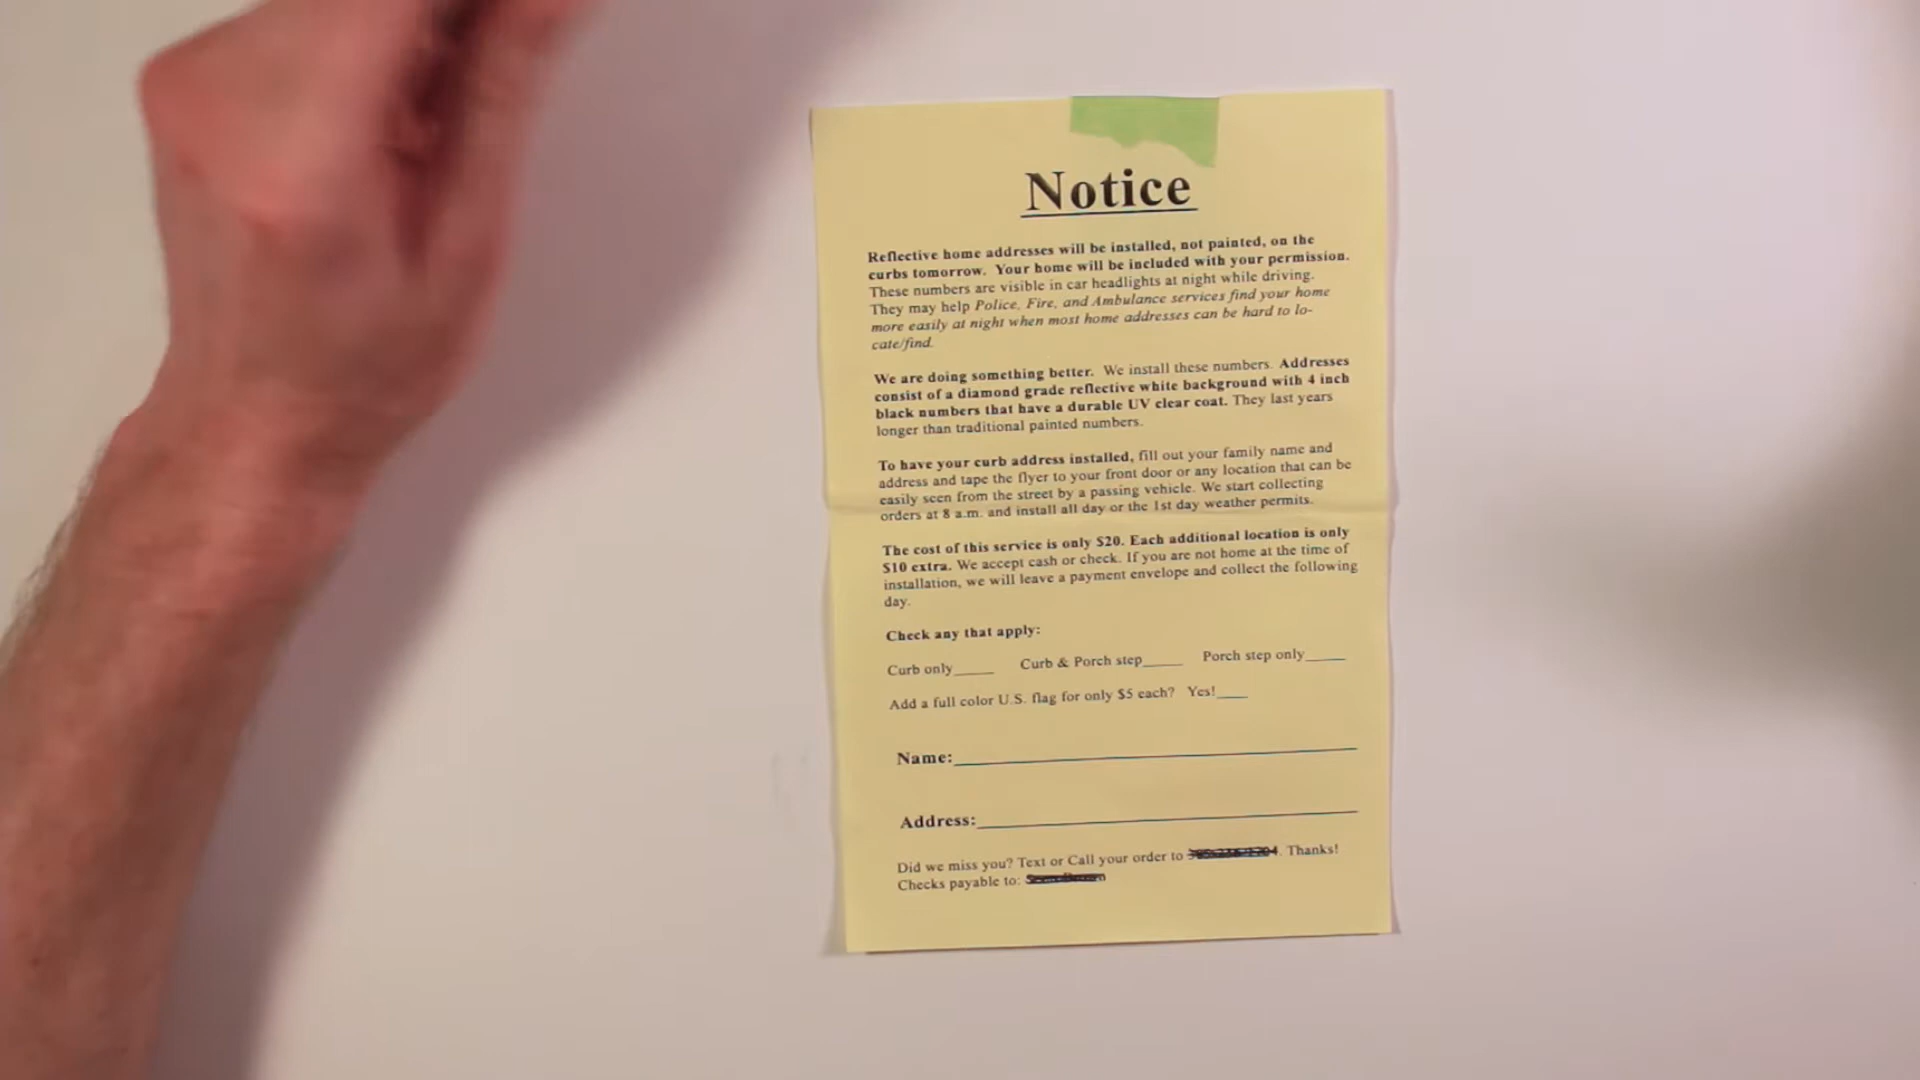 Notice
Reflective home addresses will be installed, not painted, on the
curbs tomorrow. Your home will be included with your permission.
These numbers are visible in car headlights at night while driving.
They may help Police, Fire, and Ambulance services find your home
more easily at night when most home addresses can be hard to lo-
cate/find.
We are doing something better. We install these numbers. Addresses
consist of a diamond grade reflective white background with 4 inch
black numbers that have a durable UV clear coat. They last years
longer than traditional painted numbers.
To have your curb address installed, fill out your family name and
address and tape the flyer to your front door or any location that can be
easily seen from the street by a passing vehicle. We start collecting
orders at 8 a.m. and install all day or the 1st day weather permits.
The cost of this service is only $20. Each additional location is only
$10 extra. We accept cash or check. If you are not home at the time of
installation, we will leave a payment envelope and collect the following
day.
Check any that apply:
Curb only_____ Curb & Porch step_____ Porch step only_____
Add a full color U.S. flag for only $5 each? Yes!____
Name:
Address:
Did we miss you? Text or Call your order to . Thanks!
Checks payable to: